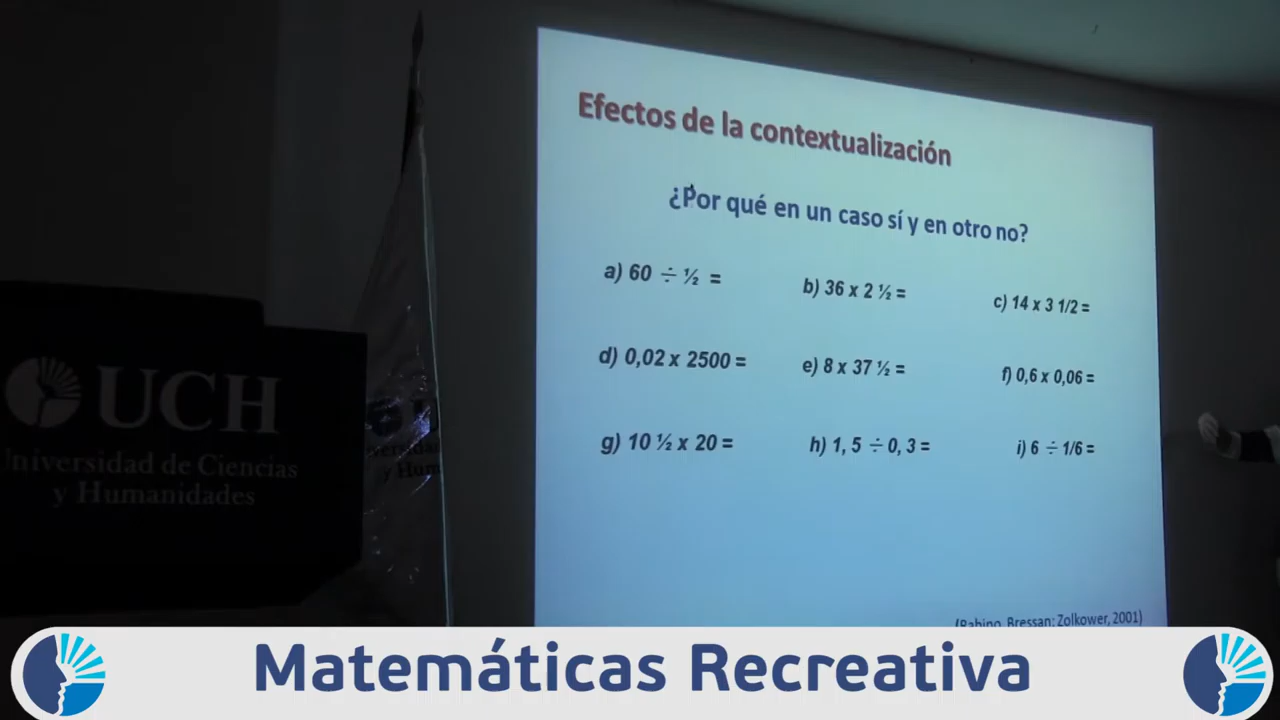 Efectos de la contextualización
¿Por qué en un caso sí y en otro no?
a) 60 ÷ ½ =
b) 36 x 2 ½ =
c) 14 x 3 1/2 =
d) 0,02 x 2500 =
e) 8 x 37 ½ =
f) 0,6 x 0,06 =
g) 10 ½ x 20 =
h) 1, 5 ÷ 0, 3 =
i) 6 ÷ 1/6 =
Bressan; Zolkower, 2001)
UCH
Universidad de Ciencias
y Humanidades
Matemáticas Recreativa